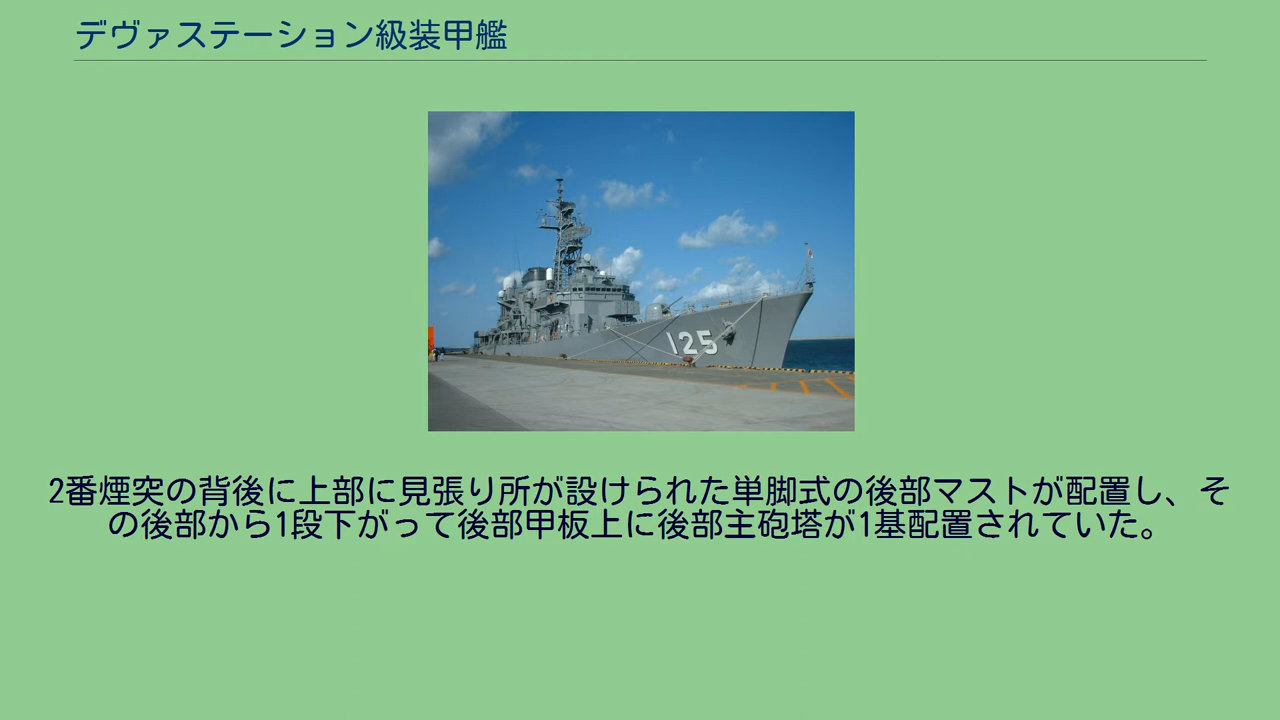 デヴァステーション級装甲艦
125
2番煙突の背後に上部に見張り所が設けられた単脚式の後部マストが配置し、そ
の後部から1段下がって後部甲板上に後部主砲塔が1基配置されていた。